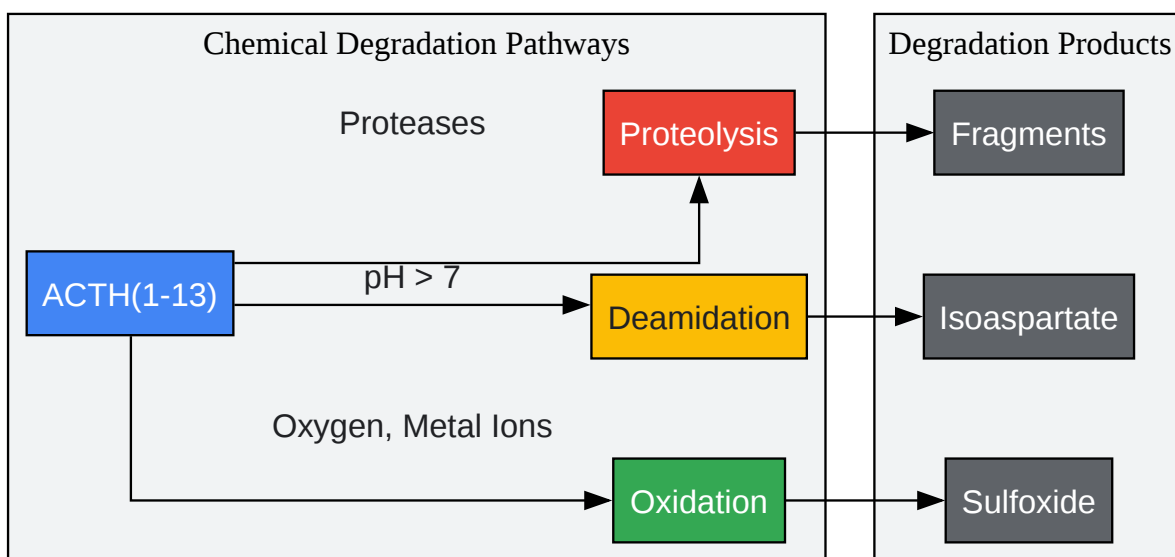 Chemical Degradation Pathways
Degradation Products
Proteases
Proteolysis
Fragments
ACTH(1-13)
pH > 7
Deamidation
Isoaspartate
Oxygen, Metal Ions
Oxidation
Sulfoxide